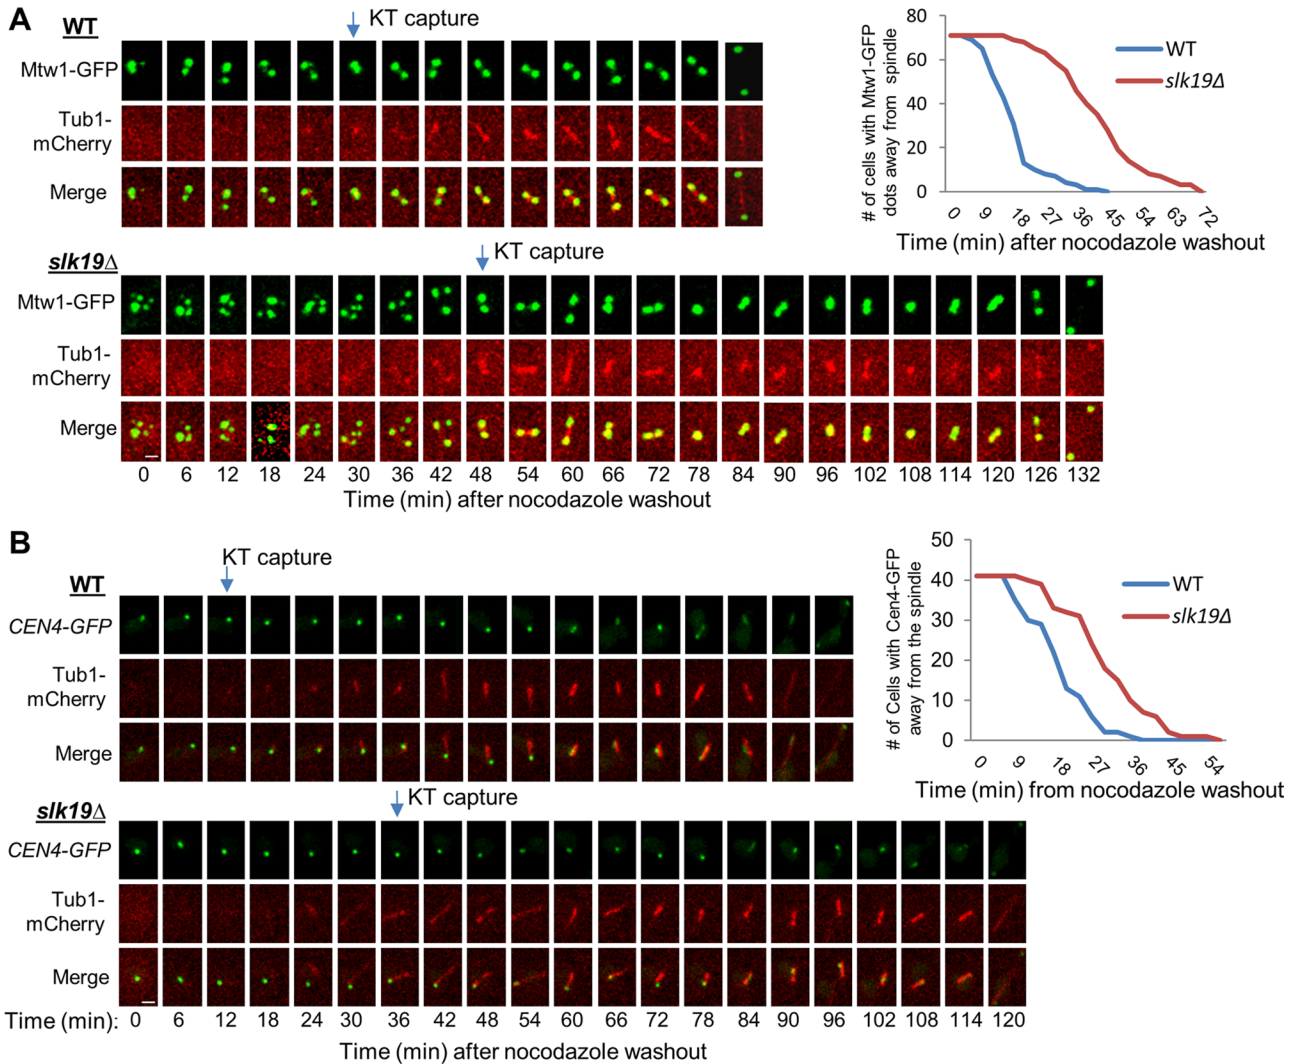 A
WT
KT capture
Mtw1-GFP
Tub1-
mCherry
Merge
# of cells with Mtw1-GFP
dots away from spindle
80
60
40
20
0
WT
slk19Δ
0 9 18 27 36 45 54 63 72
Time (min) after nocodazole washout
slk19Δ
KT capture
Mtw1-GFP
Tub1-
mCherry
Merge
0 6 12 18 24 30 36 42 48 54 60 66 72 78 84 90 96 102 108 114 120 126 132
Time (min) after nocodazole washout
B
WT
KT capture
CEN4-GFP
Tub1-
mCherry
Merge
# of Cells with Cen4-GFP
away from the spindle
50
40
30
20
10
0
WT
slk19Δ
0 9 18 27 36 45 54
Time (min) from nocodazole washout
slk19Δ
KT capture
CEN4-GFP
Tub1-
mCherry
Merge
Time (min): 0 6 12 18 24 30 36 42 48 54 60 66 72 78 84 90 96 102 108 114 120
Time (min) after nocodazole washout